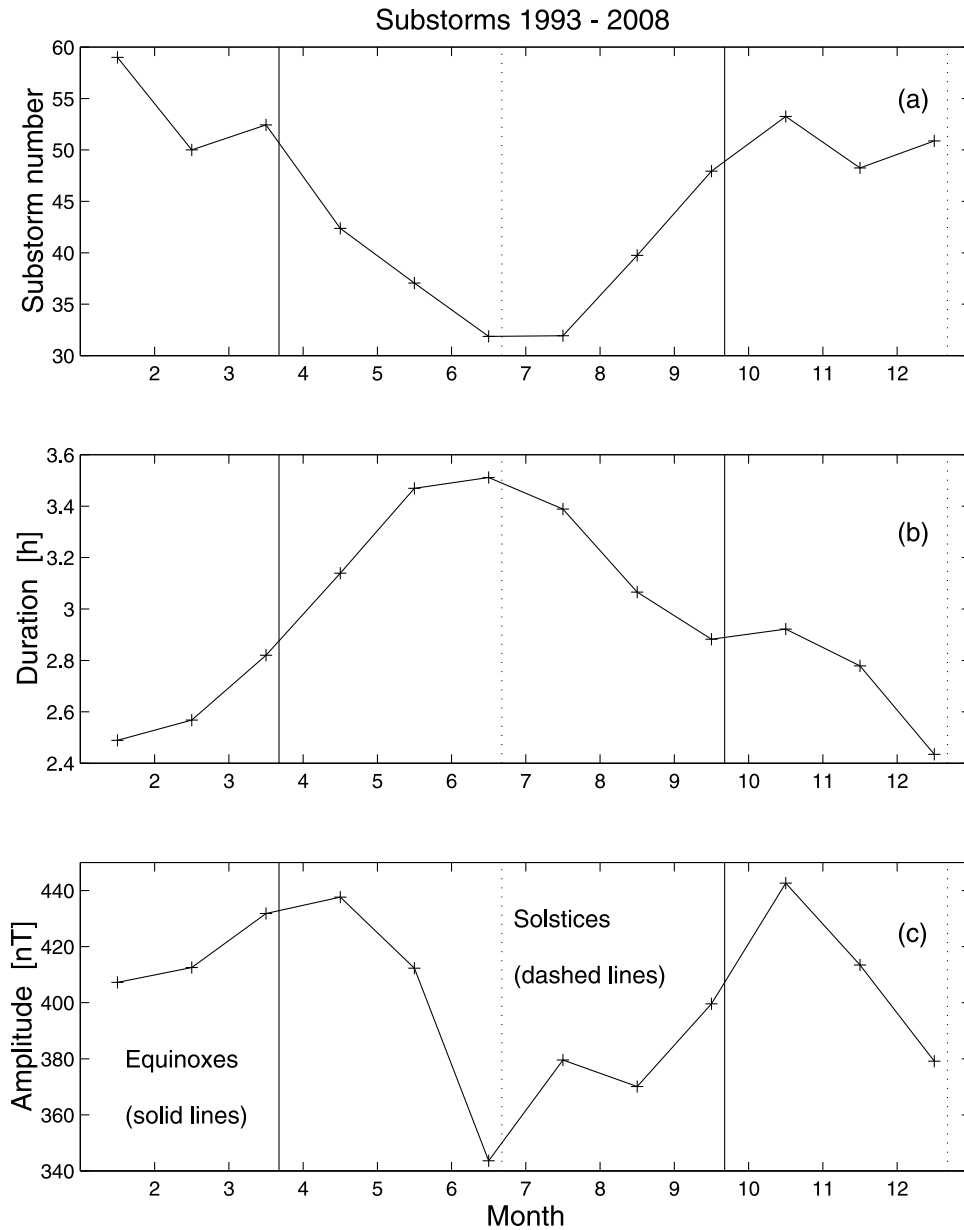 Substorms 1993 - 2008
60
55
50
45
40
35
30
Substorm number
(a)
2 3 4 5 6 7 8 9 10 11 12
3.6
3.4
3.2
3
2.8
2.6
2.4
Duration [h]
(b)
2 3 4 5 6 7 8 9 10 11 12
440
420
400
380
360
340
Amplitude [nT]
(c)
Solstices
(dashed lines)
Equinoxes
(solid lines)
2 3 4 5 6 7 8 9 10 11 12
Month